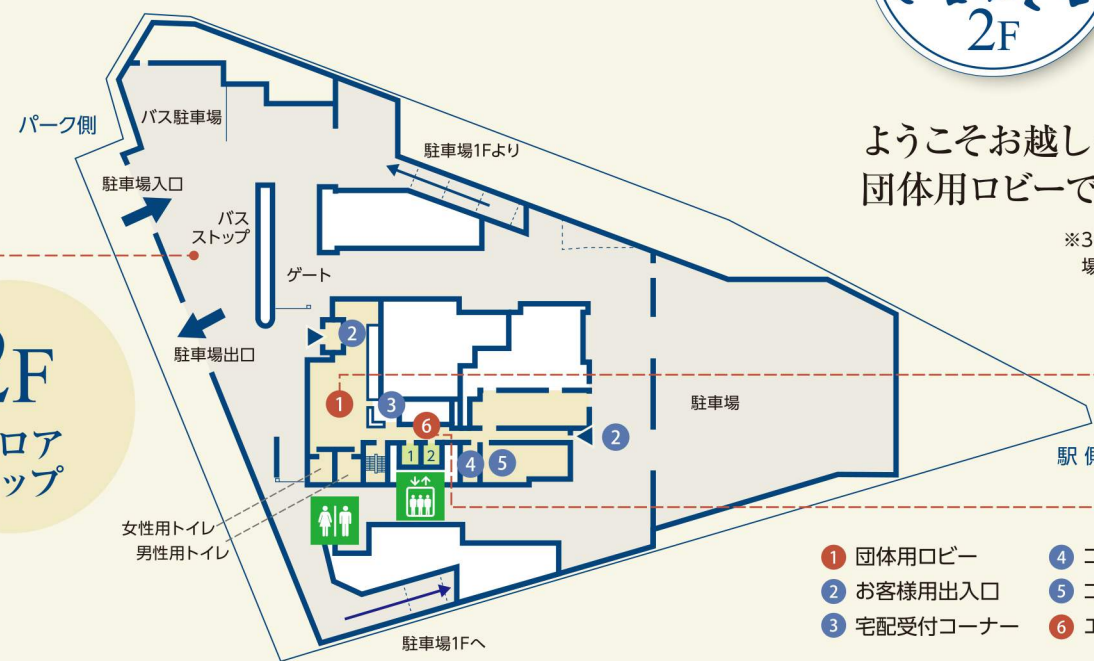 2F
ようこそお越し
団体用ロビーで
※3
場
パーク側
バス駐車場
駐車場1Fより
駐車場入口
バス
ストップ
ゲート
駐車場出口
2F
ロア
ップ
2
1
3
6
1 2
4 5
2
駐車場
駅側
女性用トイレ
男性用トイレ
駐車場1Fへ
1 団体用ロビー
2 お客様用出入口
3 宅配受付コーナー
4 コ
5 コ
6 エ